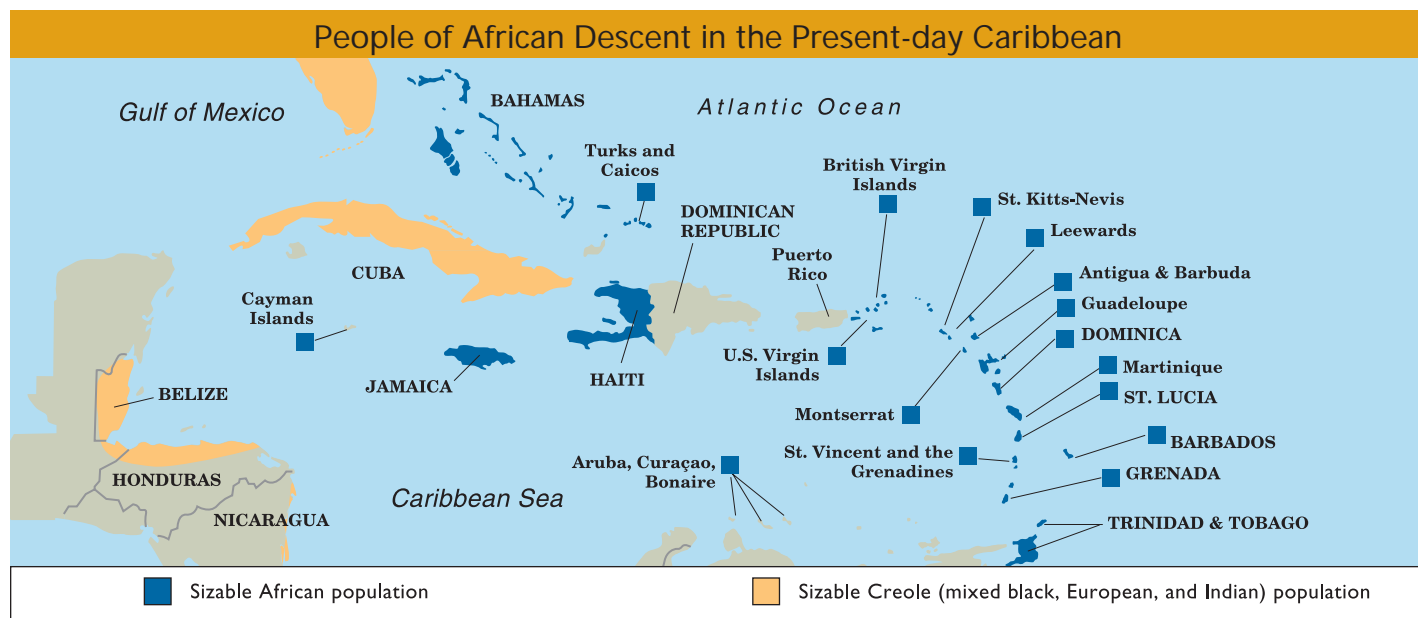 People of African Descent in the Present-day Caribbean
Gulf of Mexico
BAHAMAS
Atlantic Ocean
Turks and
Caicos
British Virgin
Islands
St. Kitts-Nevis
DOMINICAN
REPUBLIC
Leewards
Puerto
Rico
CUBA
Antigua & Barbuda
Cayman
Islands
Guadeloupe
DOMINICA
U.S. Virgin
Islands
Martinique
JAMAICA
HAITI
BELIZE
ST. LUCIA
Montserrat
BARBADOS
St. Vincent and the
Grenadines
Aruba, Curaçao,
Bonaire
GRENADA
HONDURAS
Caribbean Sea
NICARAGUA
TRINIDAD & TOBAGO
Sizable African population
Sizable Creole (mixed black, European, and Indian) population